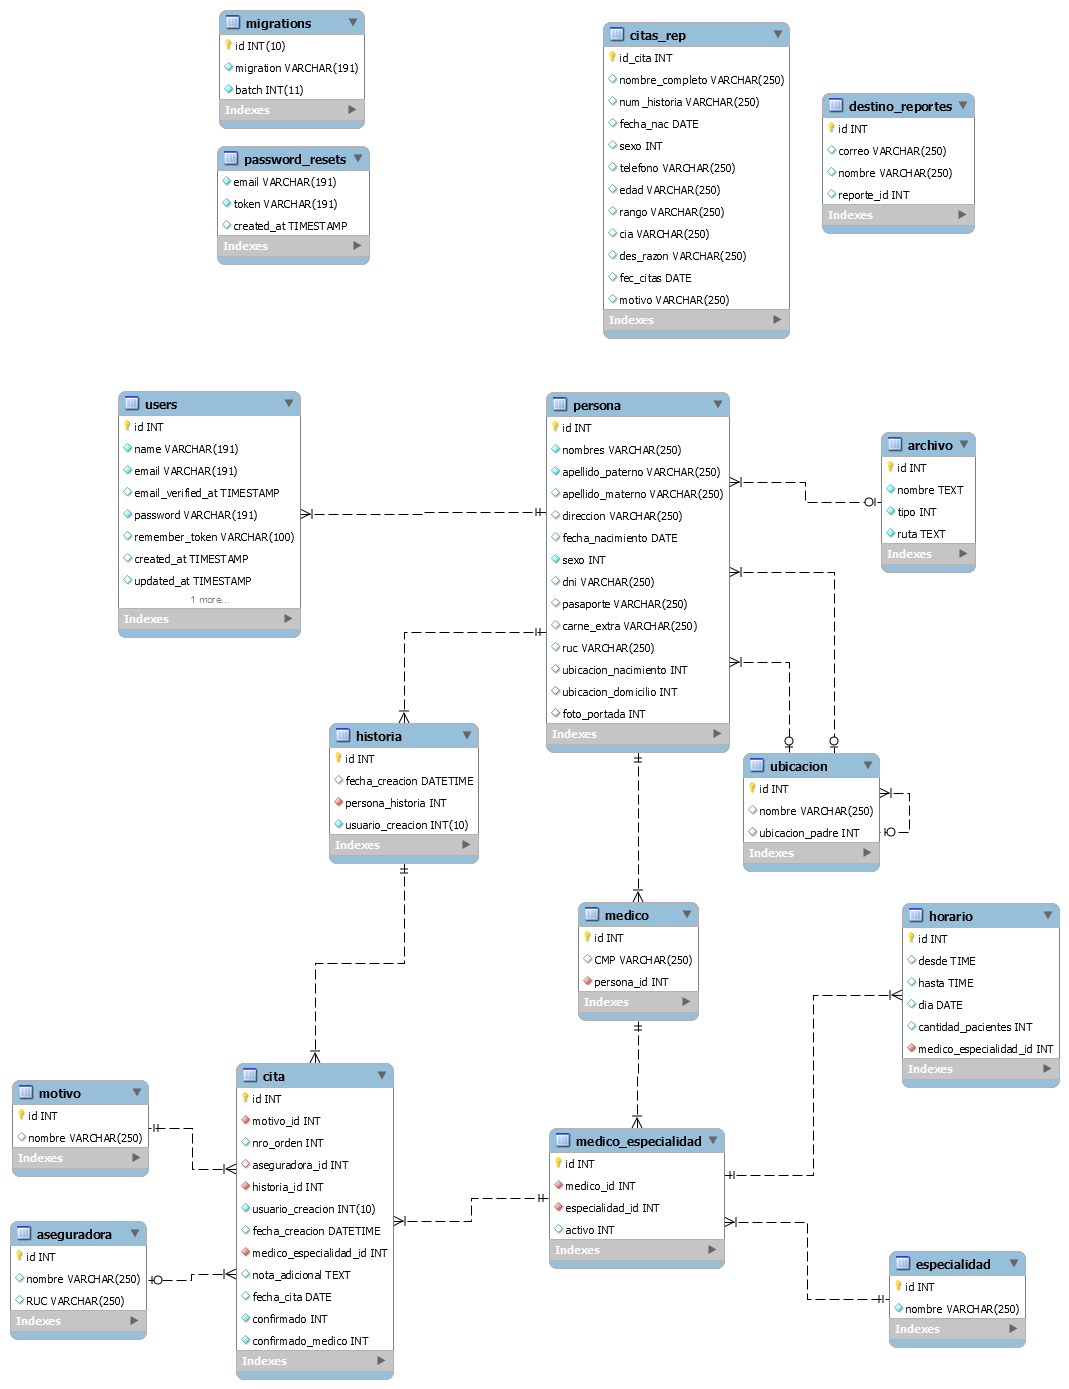 migrations
id INT(10)
migration VARCHAR(191)
batch INT(11)
Indexes
password_resets
email VARCHAR(191)
token VARCHAR(191)
created_at TIMESTAMP
Indexes
citas_rep
id_cita INT
nombre_completo VARCHAR(250)
num_historia VARCHAR(250)
fecha_nac DATE
sexo INT
telefono VARCHAR(250)
edad VARCHAR(250)
rango VARCHAR(250)
cia VARCHAR(250)
des_razon VARCHAR(250)
fec_citas DATE
motivo VARCHAR(250)
Indexes
destino_reportes
id INT
correo VARCHAR(250)
nombre VARCHAR(250)
reporte_id INT
Indexes
users
id INT
name VARCHAR(191)
email VARCHAR(191)
email_verified_at TIMESTAMP
password VARCHAR(191)
remember_token VARCHAR(100)
created_at TIMESTAMP
updated_at TIMESTAMP
1 more...
Indexes
persona
id INT
nombres VARCHAR(250)
apellido_paterno VARCHAR(250)
apellido_materno VARCHAR(250)
direccion VARCHAR(250)
fecha_nacimiento DATE
sexo INT
dni VARCHAR(250)
pasaporte VARCHAR(250)
carne_extra VARCHAR(250)
ruc VARCHAR(250)
ubicacion_nacimiento INT
ubicacion_domicilio INT
foto_portada INT
Indexes
archivo
id INT
nombre TEXT
tipo INT
ruta TEXT
Indexes
historia
id INT
fecha_creacion DATETIME
persona_historia INT
usuario_creacion INT(10)
Indexes
ubicacion
id INT
nombre VARCHAR(250)
ubicacion_padre INT
Indexes
medico
id INT
CMP VARCHAR(250)
persona_id INT
Indexes
horario
id INT
desde TIME
hasta TIME
dia DATE
cantidad_pacientes INT
medico_especialidad_id INT
Indexes
motivo
id INT
nombre VARCHAR(250)
Indexes
cita
id INT
motivo_id INT
nro_orden INT
aseguradora_id INT
historia_id INT
usuario_creacion INT(10)
fecha_creacion DATETIME
medico_especialidad_id INT
nota_adicional TEXT
fecha_cita DATE
confirmado INT
confirmado_medico INT
Indexes
medico_especialidad
id INT
medico_id INT
especialidad_id INT
activo INT
Indexes
aseguradora
id INT
nombre VARCHAR(250)
RUC VARCHAR(250)
Indexes
especialidad
id INT
nombre VARCHAR(250)
Indexes